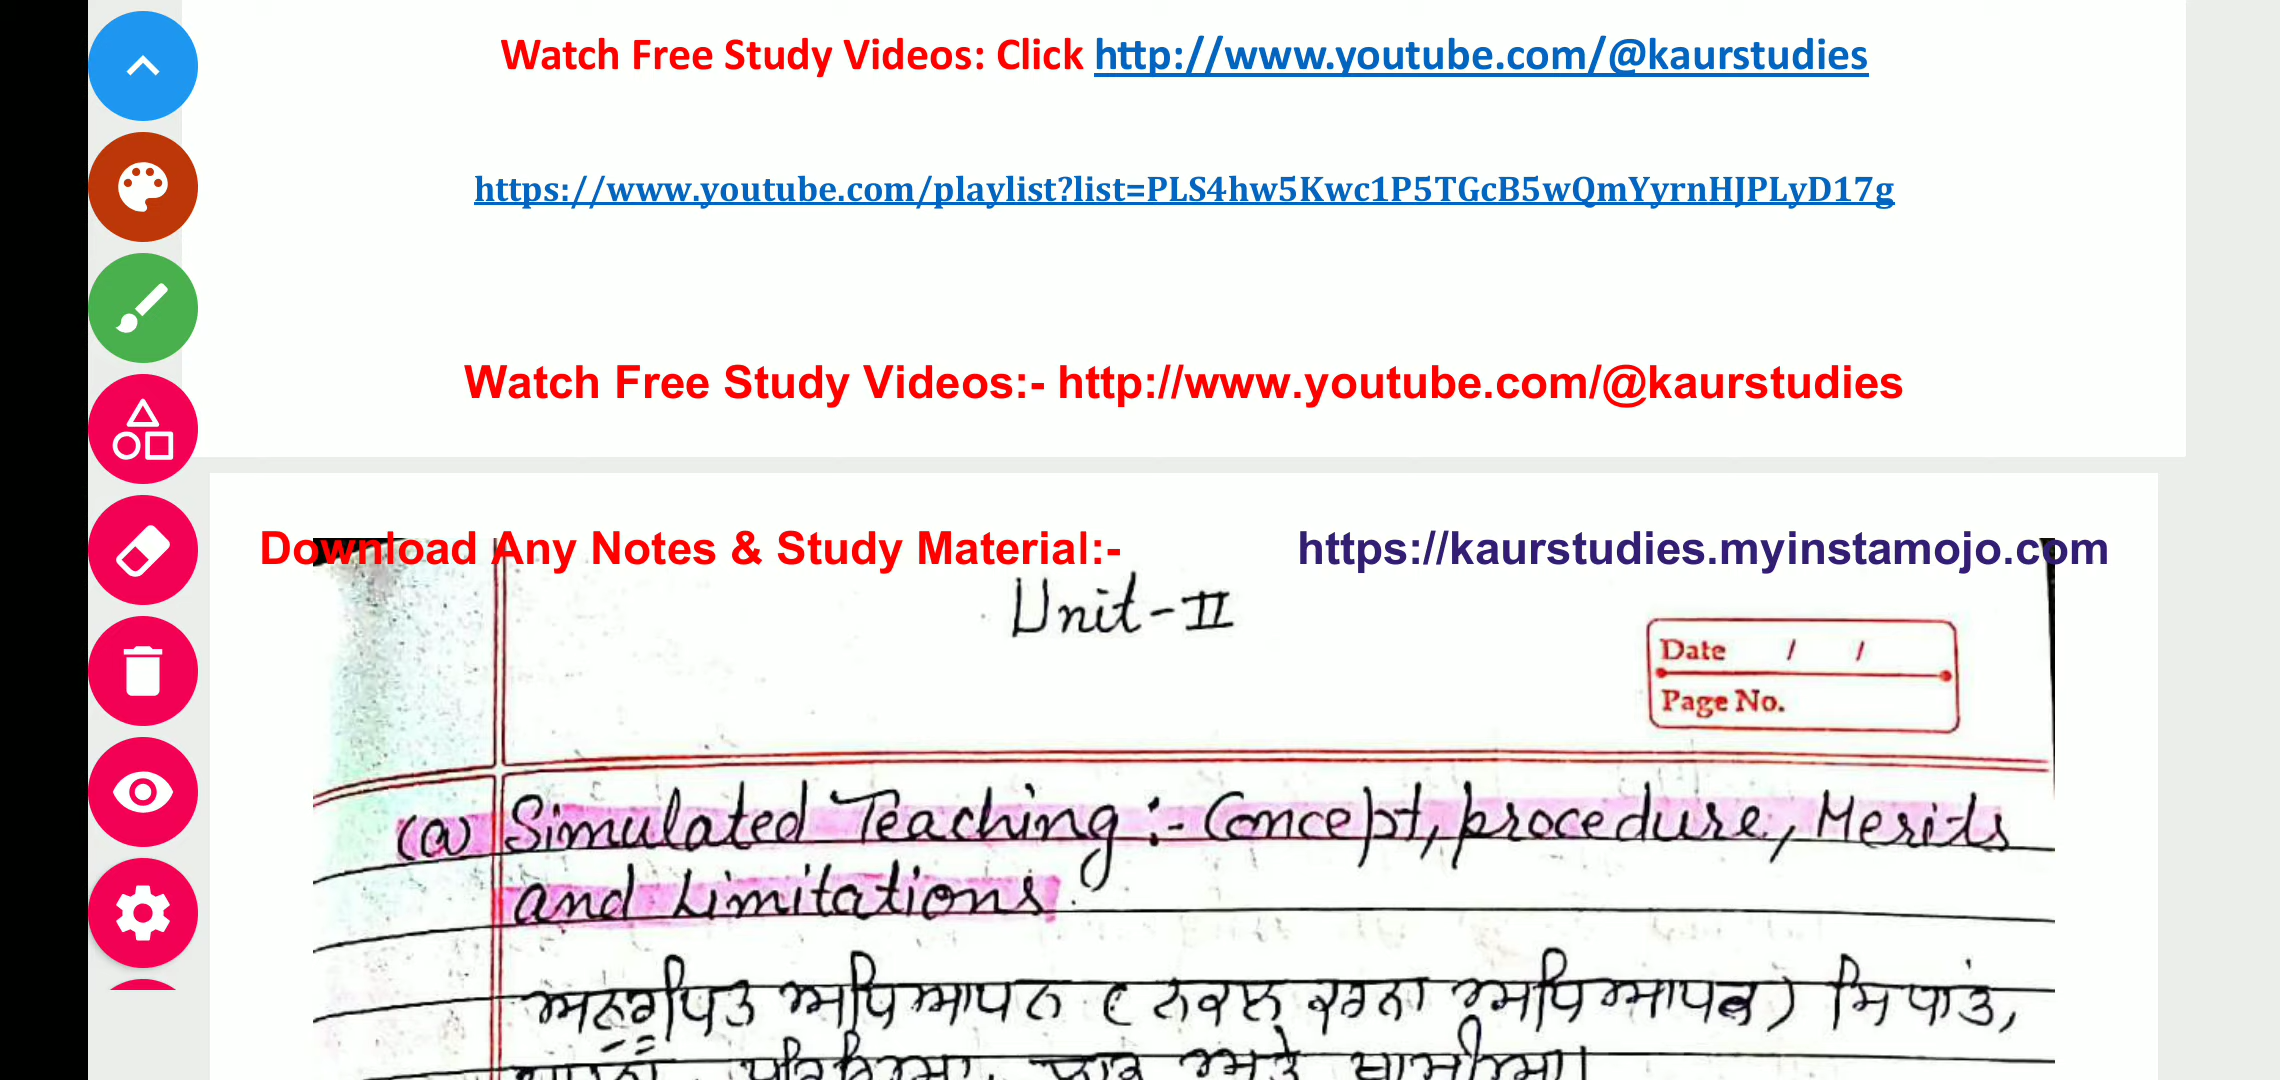 Watch Free Study Videos: Click http://www.youtube.com/@kaurstudies
https://www.youtube.com/playlist?list=PLS4hw5Kwc1P5TGcB5wQmYyrnHJPLyD17g
Watch Free Study Videos:- http://www.youtube.com/@kaurstudies
Download Any Notes & Study Material:- https://kaurstudies.myinstamojo.com
Unit-II
Date / /
Page No.
(a) Simulated Teaching :- Concept, procedure, Merits
and Limitations.
ਅਨੁਰੂਪਿਤ ਅਧਿਆਪਨ ( ਨਕਲ ਕਰਨਾ ਅਧਿਆਪਕ) ਸਿਧਾਂਤ,
ਅਤੇ ਖਾਮੀਆਂ।